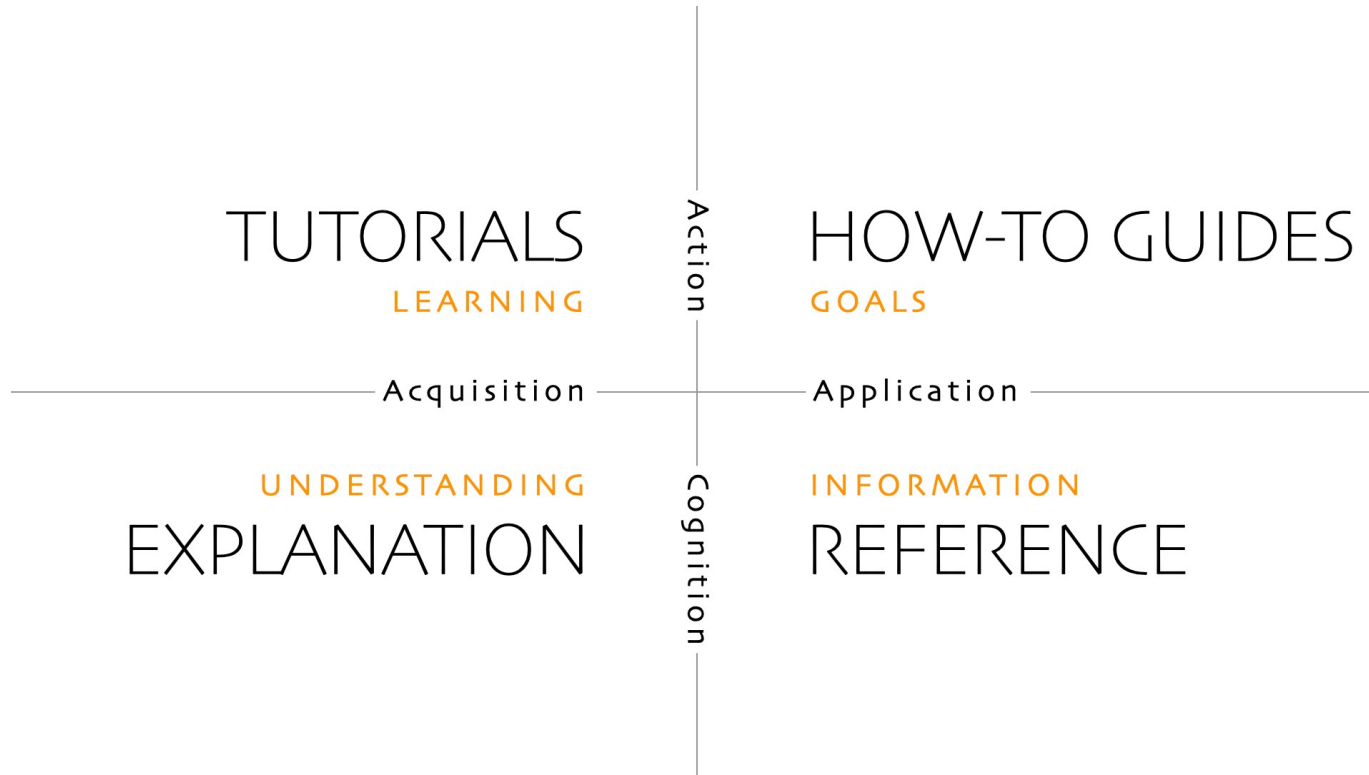 TUTORIALS
LEARNING
Action
HOW-TO GUIDES
GOALS
Acquisition
Application
UNDERSTANDING
EXPLANATION
Cognition
INFORMATION
REFERENCE